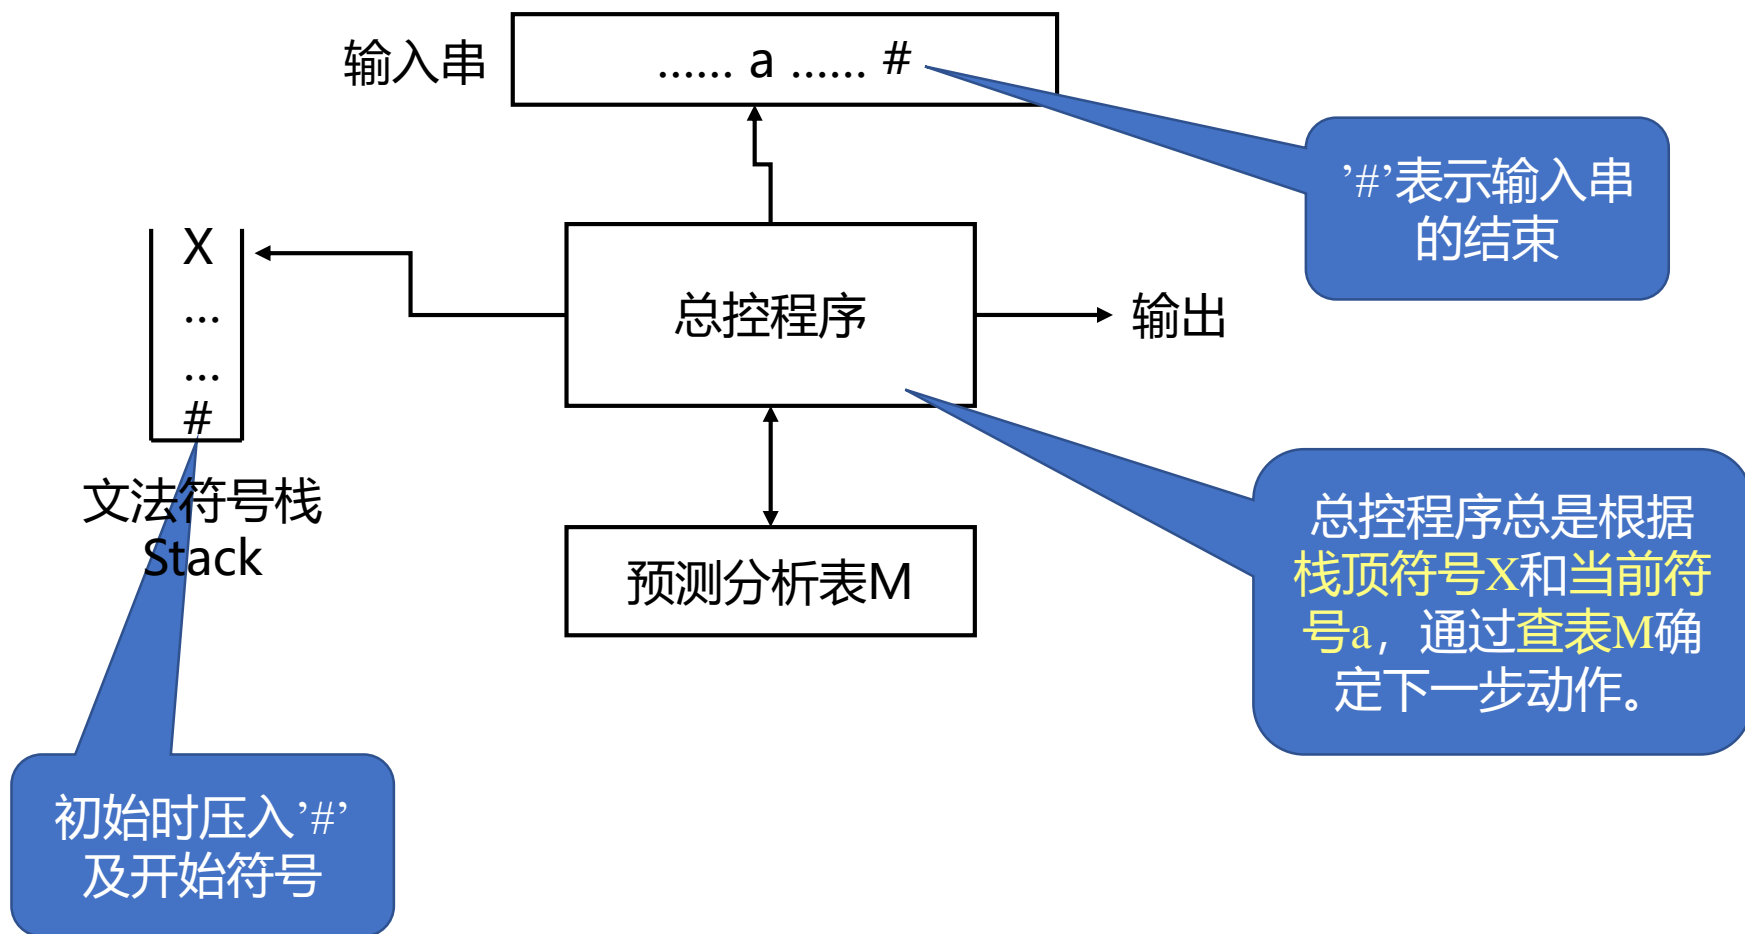 输入串
...... a ...... #
’#’表示输入串
的结束
X
...
...
#
总控程序
输出
文法符号栈
Stack
预测分析表M
总控程序总是根据
栈顶符号X和当前符
号a，通过查表M确
定下一步动作。
初始时压入’#’
及开始符号